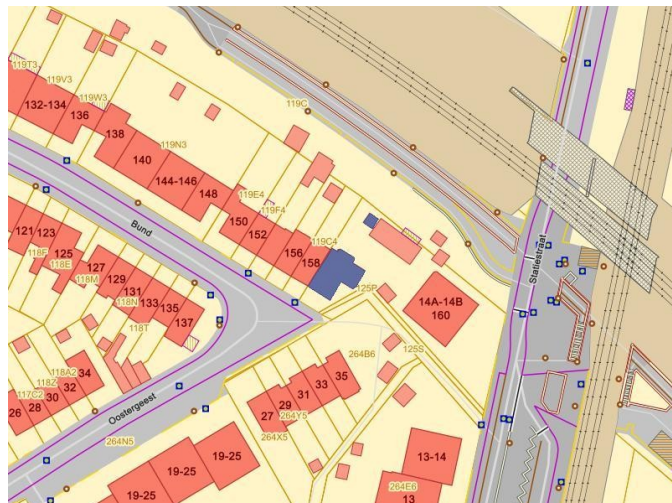 119T3
119V3
132-134
119W3
136
138
119N3
140
144-146
148
119C
119E4
150
119F4
152
156
119C4
158
Bund
121
123
118F
125
118E
127
118M
129
118N
131
133
135
118T
137
125P
14A-14B
160
125S
Statiestraat
34
118A2
32
118Z
30
117C2
28
26
Oostergeest
264N5
264B6
35
33
31
29
27
264Y5
264X5
19-25
19-25
19-25
13-14
264E6
13